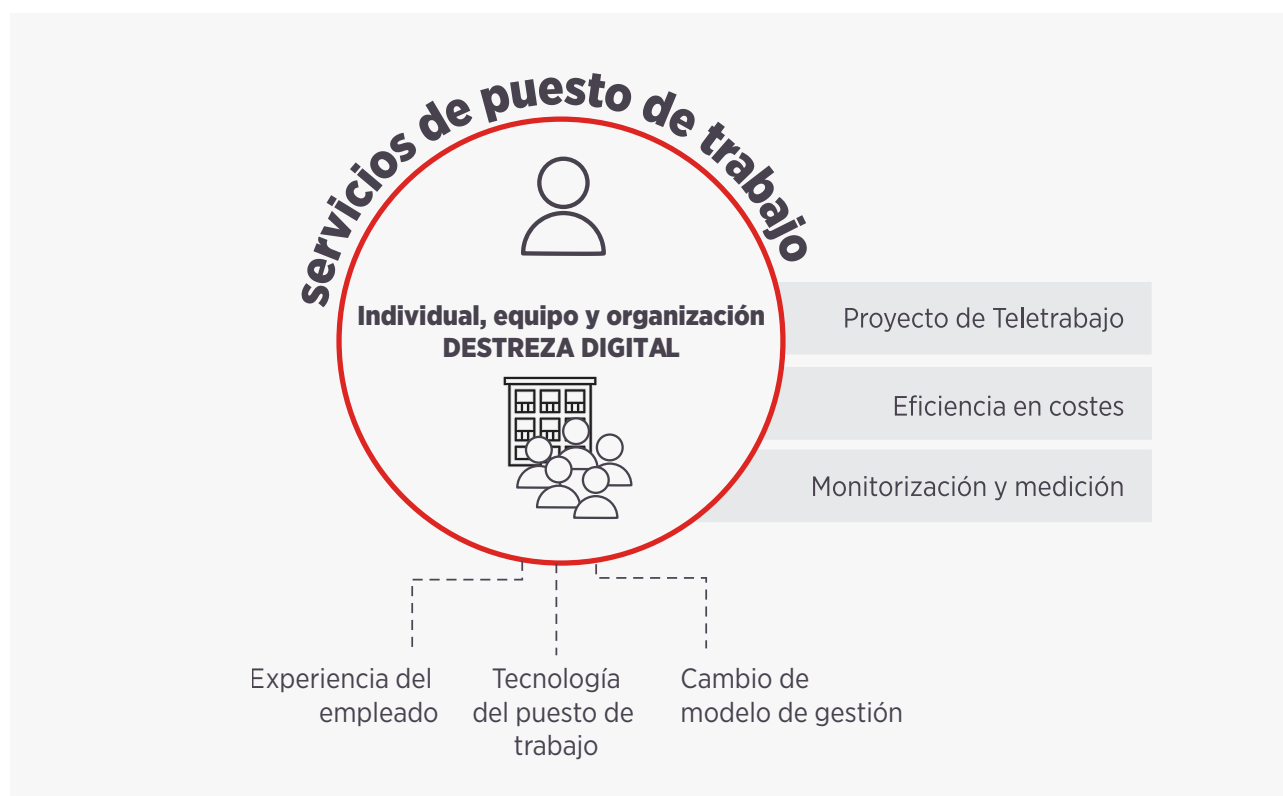 servicios de puesto de trabajo
Individual, equipo y organización
DESTREZA DIGITAL
Proyecto de Teletrabajo
Eficiencia en costes
Monitorización y medición
Experiencia del
empleado
Tecnología
del puesto de
trabajo
Cambio de
modelo de gestión